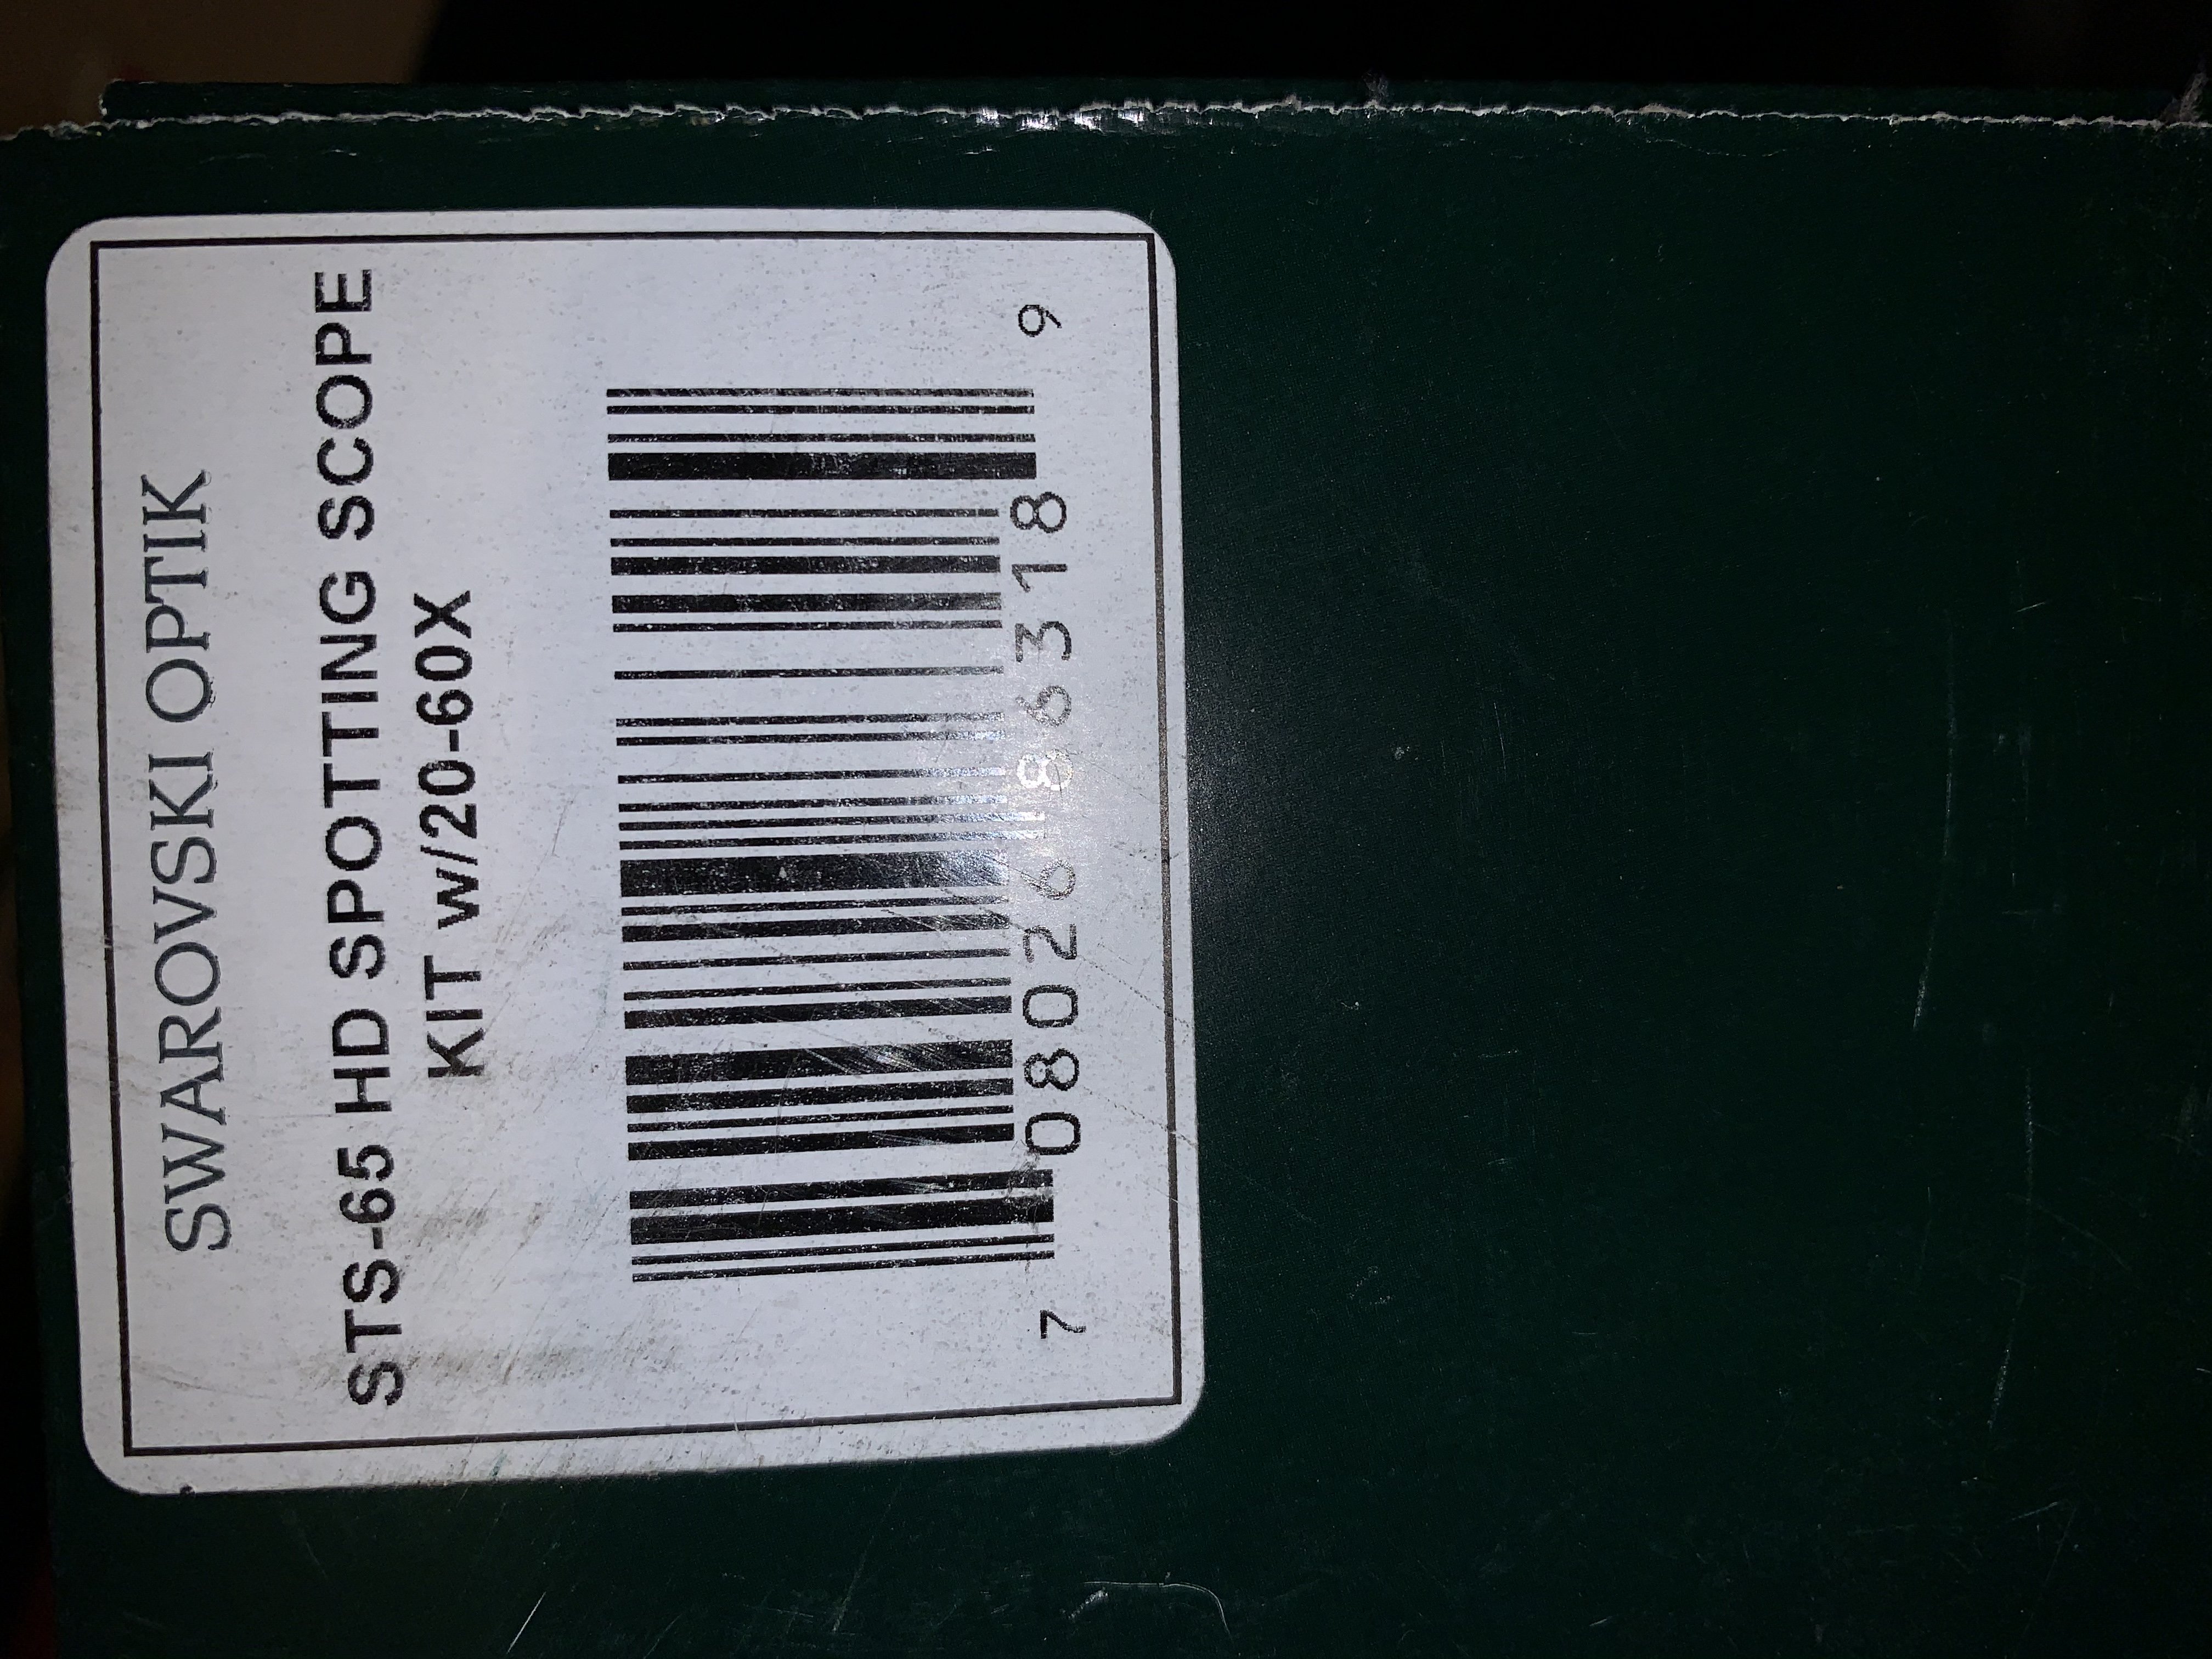 SWAROVSKI OPTIK
STS-65 HD SPOTTING SCOPE
KIT w/20-60X
7 08026 86318 9